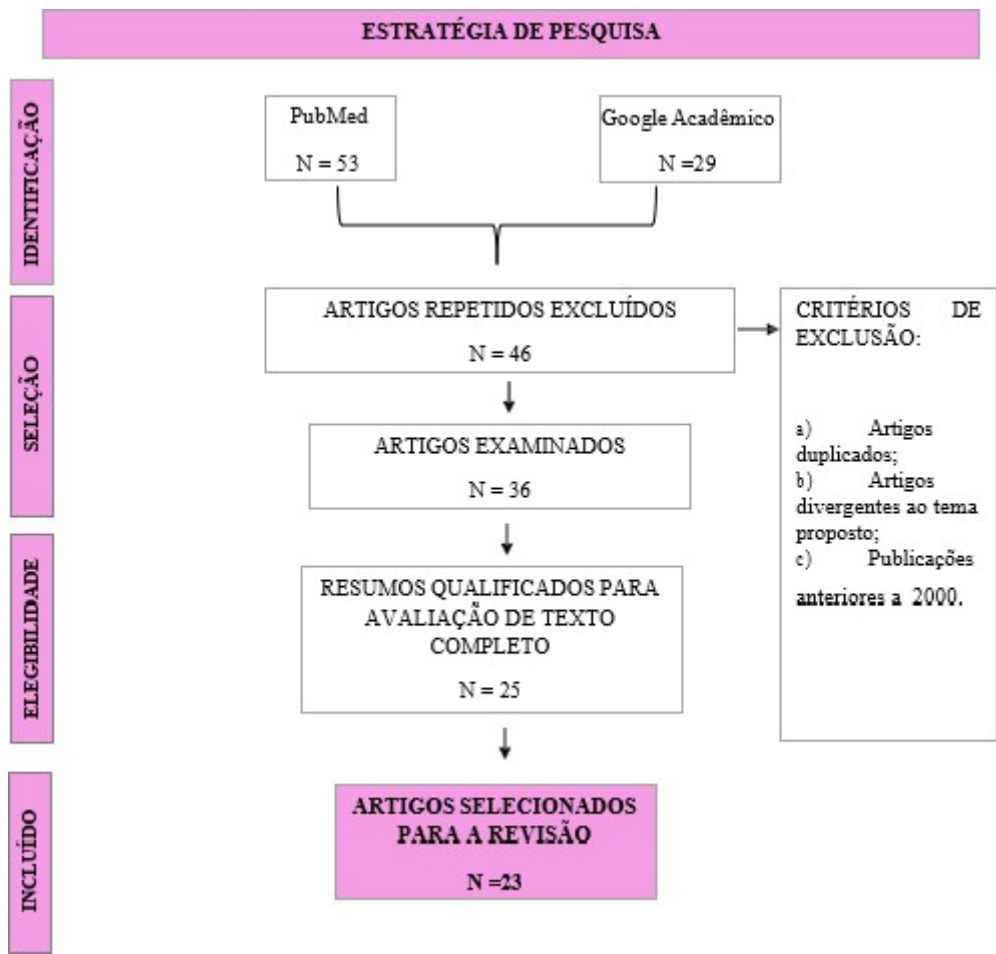 ESTRATÉGIA DE PESQUISA
IDENTIFICAÇÃO
PubMed
N = 53
Google Acadêmico
N =29
SELEÇÃO
ARTIGOS REPETIDOS EXCLUÍDOS
N = 46
CRITÉRIOS DE
EXCLUSÃO:
a) Artigos
duplicados;
b) Artigos
divergentes ao tema
proposto;
c) Publicações
anteriores a 2000.
ARTIGOS EXAMINADOS
N = 36
ELEGIBILIDADE
RESUMOS QUALIFICADOS PARA
AVALIAÇÃO DE TEXTO
COMPLETO
N = 25
INCLUÍDO
ARTIGOS SELECIONADOS
PARA A REVISÃO
N =23